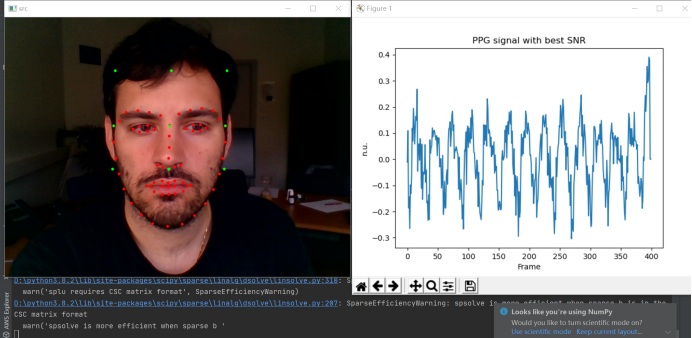 src
Figure 1
PPG signal with best SNR
n.u.
0.4
0.3
0.2
0.1
0.0
-0.1
-0.2
-0.3
0
50
100
150
200
250
300
350
400
Frame
D:\python3.8.2\lib\site-packages\scipy\sparse\linalg\dsolve\linsolve.py:318: S
warn('splu requires CSC matrix format', SparseEfficiencyWarning)
D:\python3.8.2\lib\site-packages\scipy\sparse\linalg\dsolve\linsolve.py:207: SparseEfficiencyWarning: spsolve is more efficient when sparse b is in the
CSC matrix format
warn('spsolve is more efficient when sparse b '
AWS Explorer
Looks like you're using NumPy
Would you like to turn scientific mode on?
Use scientific mode Keep current layout...